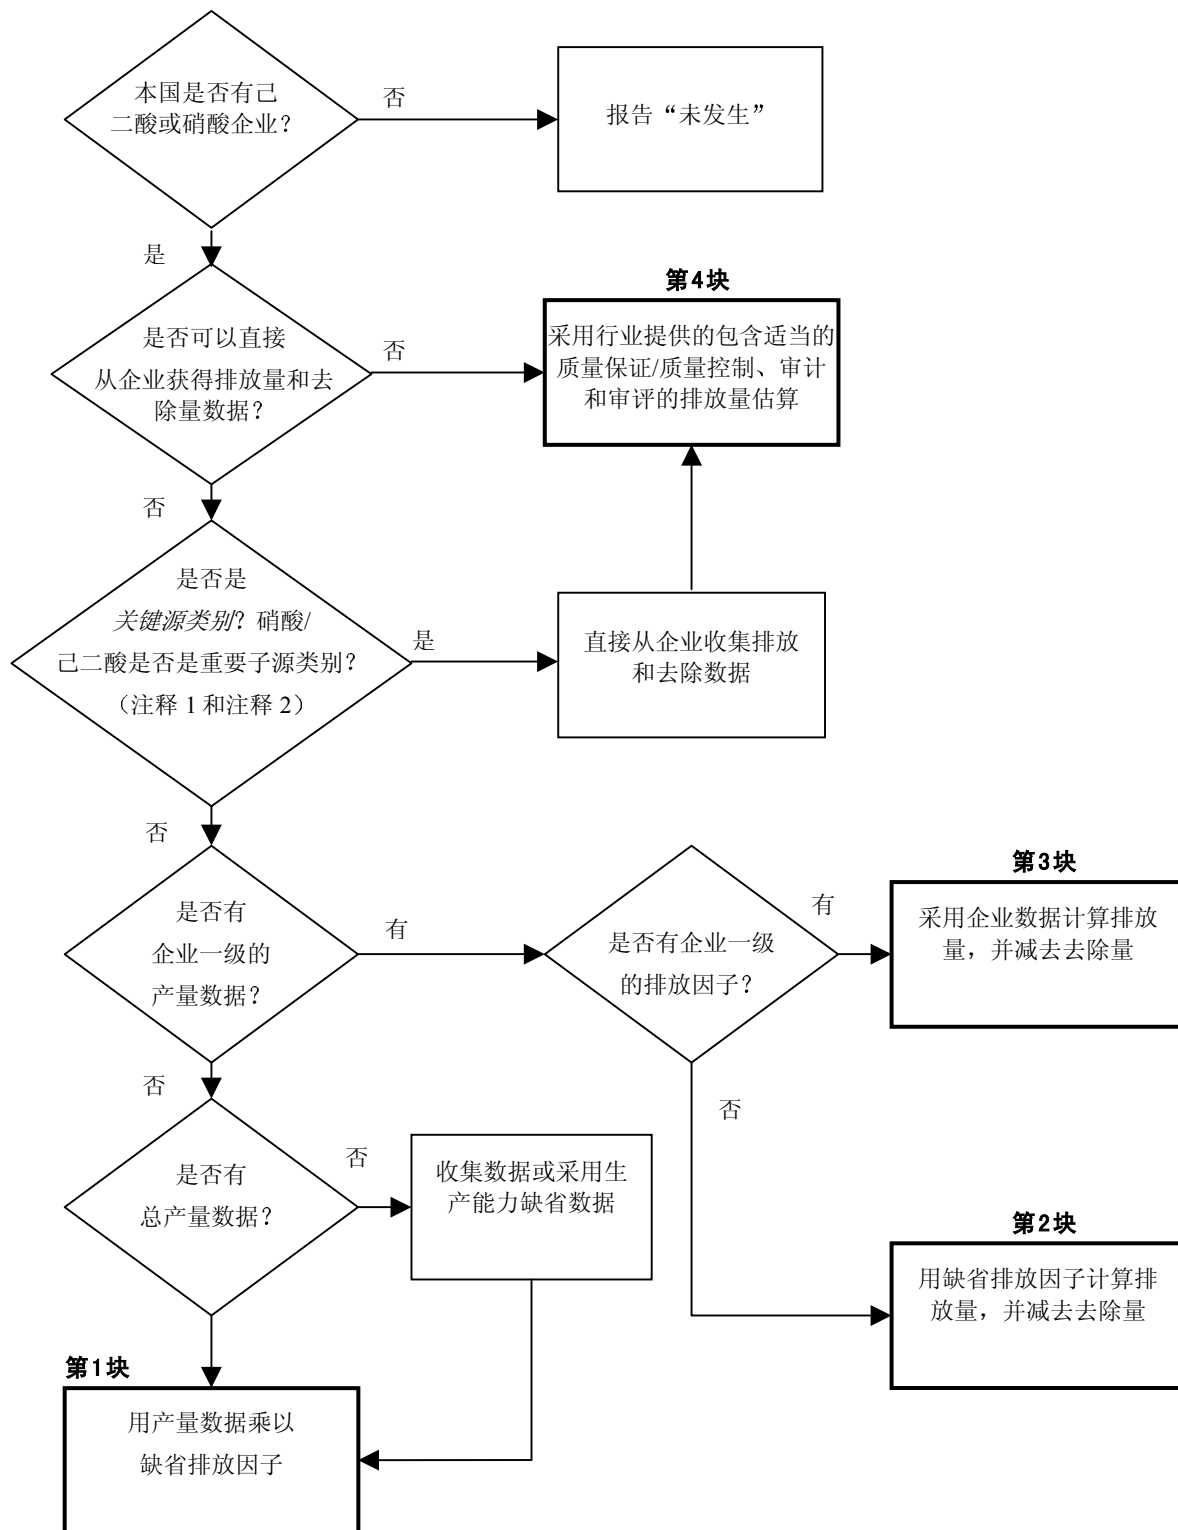 本国是否有己
二酸或硝酸企业？
否
报告“未发生”
是
第4块
是否可以直接
从企业获得排放量和去
除量数据？
否
采用行业提供的包含适当的
质量保证/质量控制、审计
和审评的排放量估算
否
是否是
关键源类别？硝酸/
己二酸是否是重要子源类别？
（注释 1 和注释 2）
是
直接从企业收集排放
和去除数据
否
是否有
企业一级的
产量数据？
有
是否有企业一级
的排放因子？
有
第3块
采用企业数据计算排放
量，并减去去除量
否
否
是否有
总产量数据？
否
收集数据或采用生
产能力缺省数据
第2块
用缺省排放因子计算排
放量，并减去去除量
第1块
用产量数据乘以
缺省排放因子